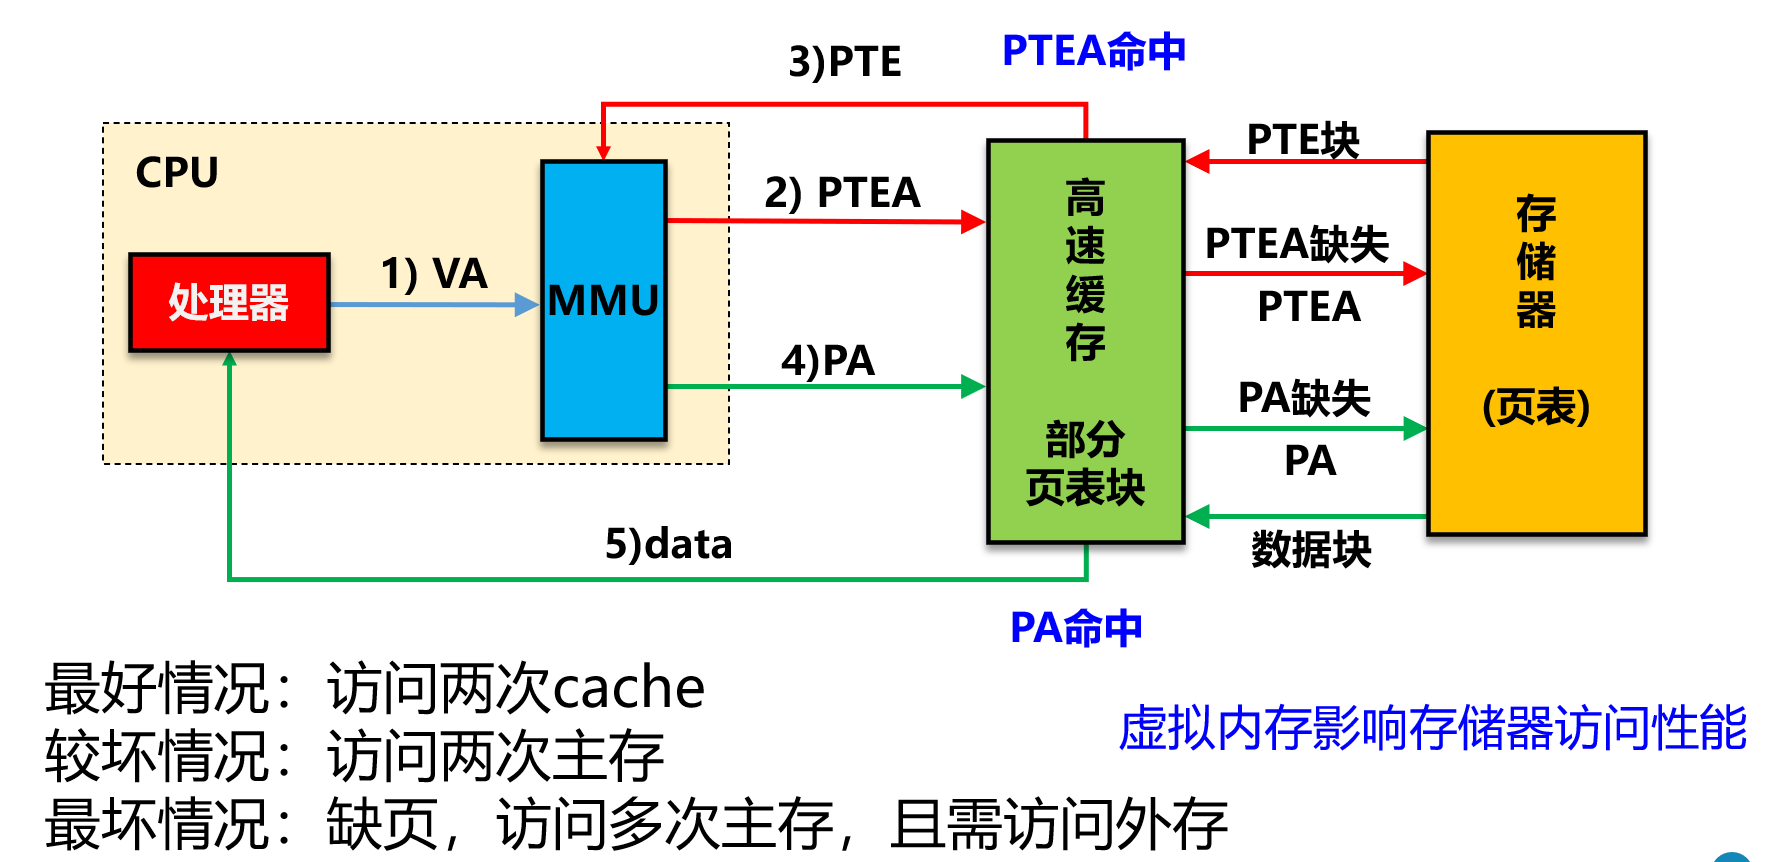 3)PTE
PTEA命中
CPU
处理器
1) VA
MMU
2) PTEA
4)PA
5)data
高
速
缓
存
部分
页表块
PTE块
PTEA缺失
PTEA
PA缺失
PA
数据块
存
储
器
(页表)
PA命中
最好情况：访问两次cache
较坏情况：访问两次主存
最坏情况：缺页，访问多次主存，且需访问外存
虚拟内存影响存储器访问性能